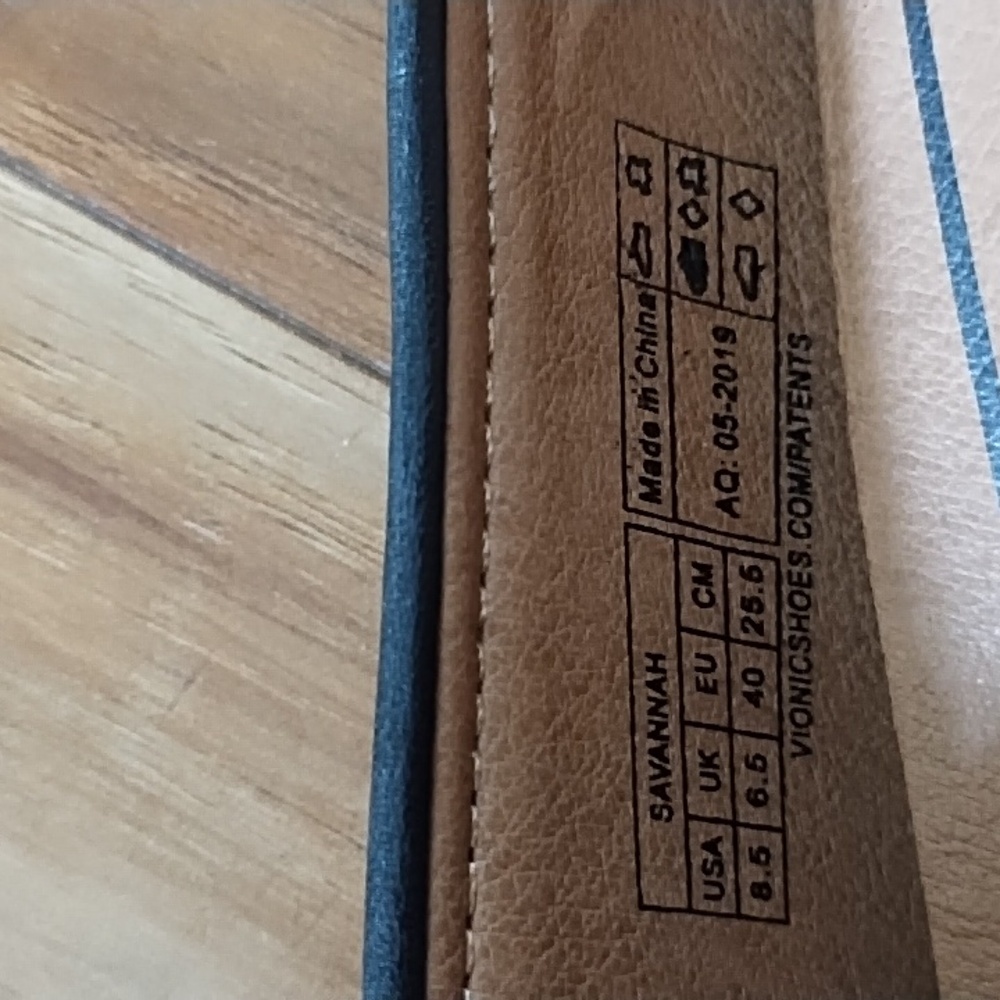 SAVANNAH
USA UK EU CM
8.5 6.5 40 25.5
Made in China
AQ: 05-2019
VIONICSHOES.COM/PATENTS